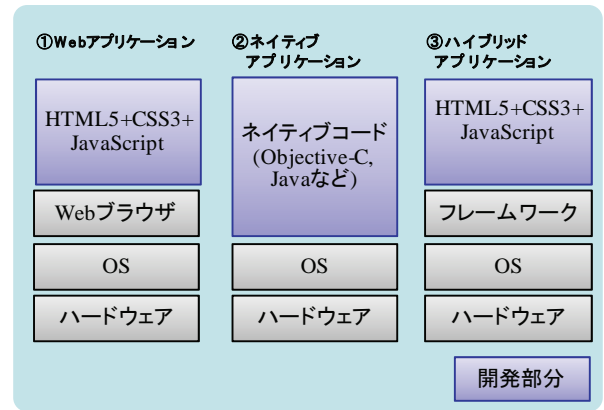 ①Webアプリケーション
HTML5+CSS3+
JavaScript
Webブラウザ
OS
ハードウェア
②ネイティブ
アプリケーション
ネイティブコード
(Objective-C,
Javaなど)
OS
ハードウェア
③ハイブリッド
アプリケーション
HTML5+CSS3+
JavaScript
フレームワーク
OS
ハードウェア
開発部分